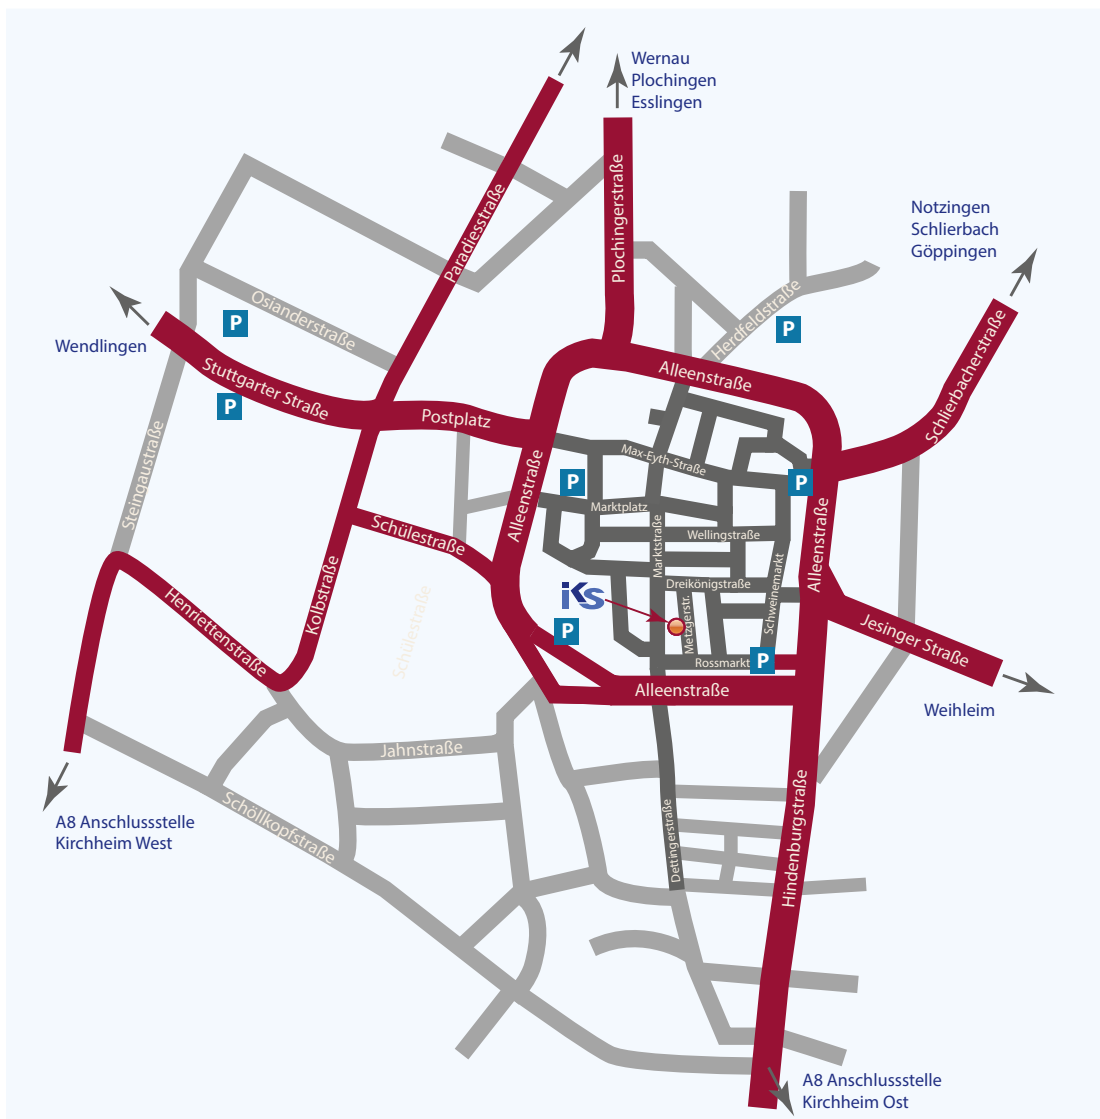 Wernau
Plochingen
Esslingen
Paradiesstraße
Plochingerstraße
Notzingen
Schlierbach
Göppingen
Osianderstraße
Herdfeldstraße
P
P
Wendlingen
Stuttgarter Straße
P
Alleenstraße
Schlierbacherstraße
Postplatz
Max-Eyth-Straße
Steingaustraße
P
P
Alleenstraße
Marktplatz
Schülestraße
Marktstraße
Wellingstraße
Alleenstraße
Henriettenstraße
Kolbstraße
Schülestraße
Dreikönigstraße
Schweinemarkt
iKS
Metzgerstr.
P
Jesinger Straße
Rossmarkt
P
Alleenstraße
Weihleim
Jahnstraße
A8 Anschlussstelle
Kirchheim West
Schöllkopfstraße
Dettingerstraße
Hindenburgstraße
A8 Anschlussstelle
Kirchheim Ost